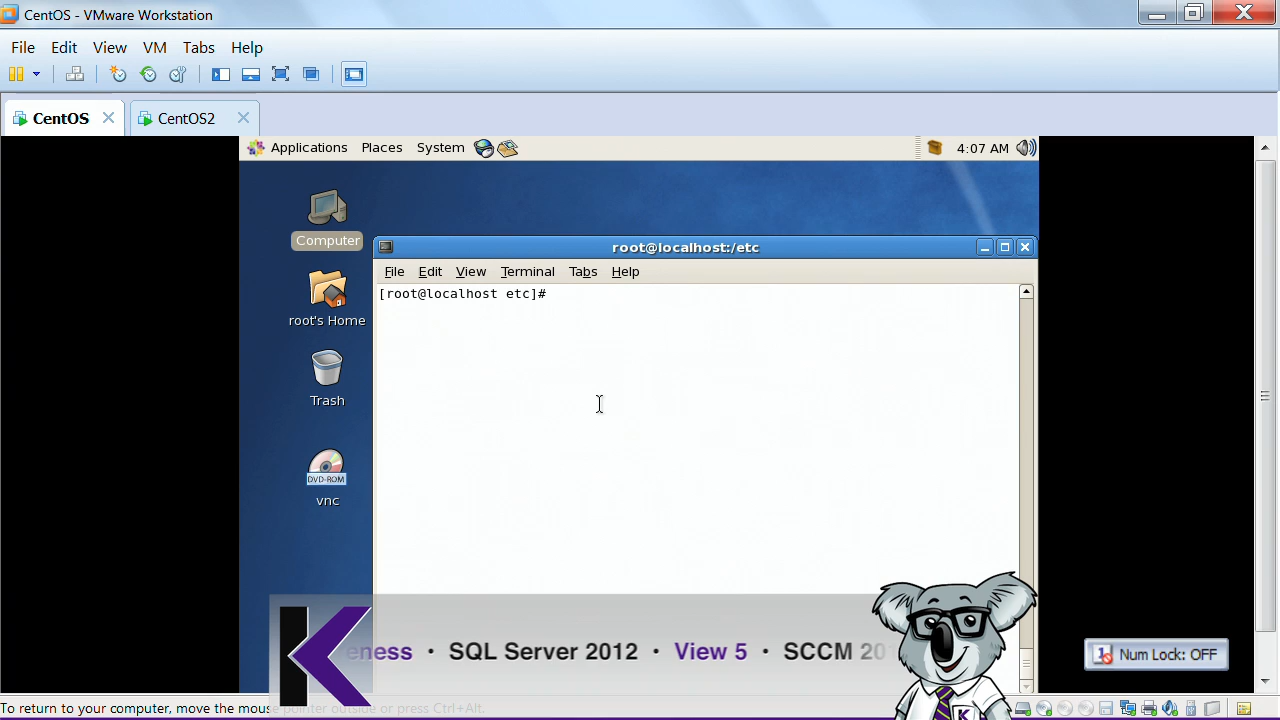 CentOS - VMware Workstation
File Edit View VM Tabs Help
CentOS CentOS2
Applications Places System 4:07 AM
Computer
root@localhost:/etc
File Edit View Terminal Tabs Help
[root@localhost etc]#
root's Home
Trash
DVD-ROM
vnc
eness • SQL Server 2012 • View 5 • SCCM 201
K
Num Lock: OFF
To return to your computer, move the mouse pointer outside or press Ctrl+Alt.